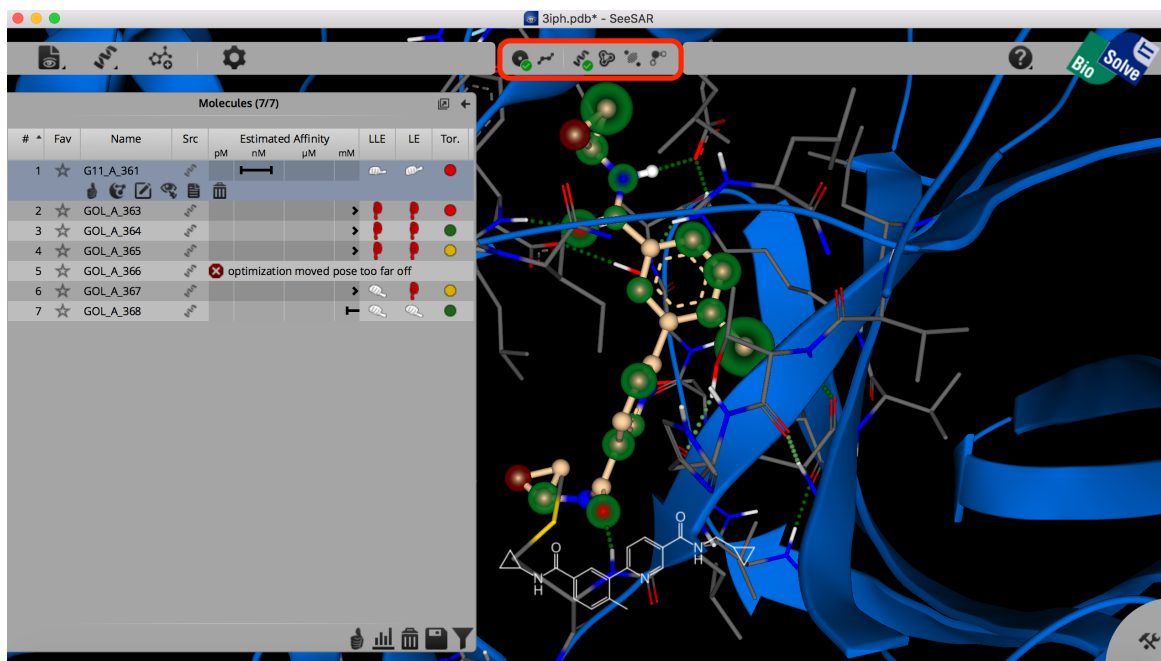 3iph.pdb* - SeeSAR
?
Bio Solve IT
Molecules (7/7)
# Fav Name Src Estimated Affinity LLE LE Tor.
pM nM μM mM
1 G11_A_361
2 GOL_A_363
3 GOL_A_364
4 GOL_A_365
5 GOL_A_366 optimization moved pose too far off
6 GOL_A_367
7 GOL_A_368
O
O
N
H
N
H
N